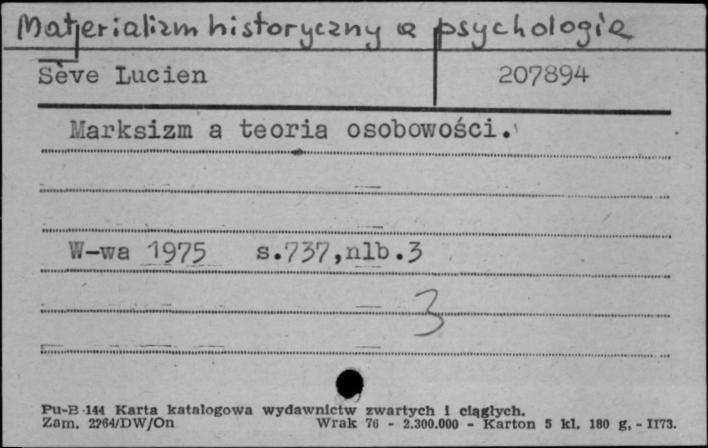 Materializm historyczny a psychologia
Sève Lucien 207894
Marksizm a teoria osobowości.
W-wa 1975 s.737,nlb.3
3
Pu-B-144 Karta katalogowa wydawnictw zwartych i ciągłych.
Zam. 2264/DW/On Wrak 76 - 2.300.000 - Karton 5 kl. 180 g, - II73.